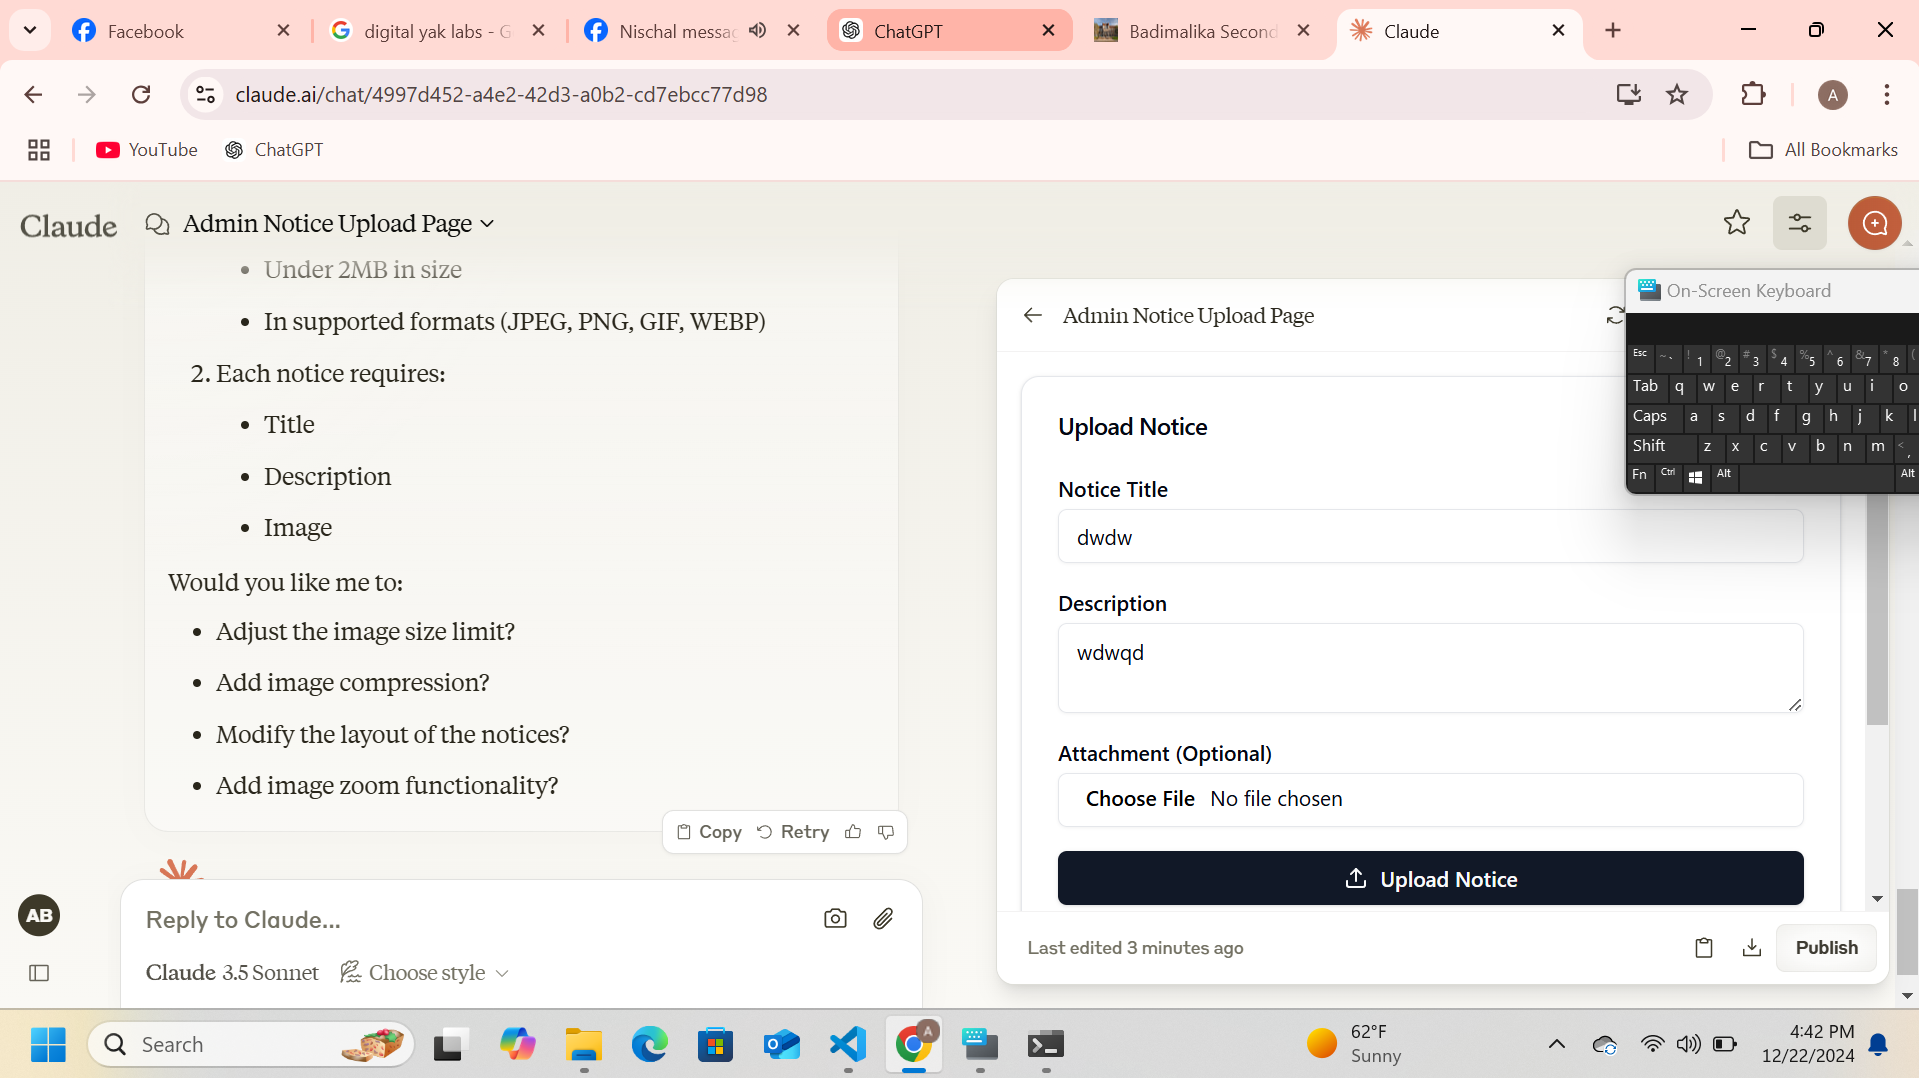 Facebook
digital yak labs - G
Nischal messag
ChatGPT
Badimalika Second
Claude
claude.ai/chat/4997d452-a4e2-42d3-a0b2-cd7ebcc77d98
A
YouTube
ChatGPT
All Bookmarks
Claude
Admin Notice Upload Page
• Under 2MB in size
• In supported formats (JPEG, PNG, GIF, WEBP)
2. Each notice requires:
• Title
• Description
• Image
Would you like me to:
• Adjust the image size limit?
• Add image compression?
• Modify the layout of the notices?
• Add image zoom functionality?
Copy
Retry
AB
Reply to Claude...
Claude 3.5 Sonnet
Choose style
Admin Notice Upload Page
Upload Notice
Notice Title
dwdw
Description
wdwqd
Attachment (Optional)
Choose File No file chosen
Upload Notice
Last edited 3 minutes ago
Publish
On-Screen Keyboard
Esc ~ ` ! 1 @ 2 # 3 $ 4 % 5 ^ 6 & 7 * 8 (
Tab q w e r t y u i o
Caps a s d f g h j k l
Shift z x c v b n m < ,
Fn Ctrl Alt Alt
Search
A
62°F
Sunny
4:42 PM
12/22/2024